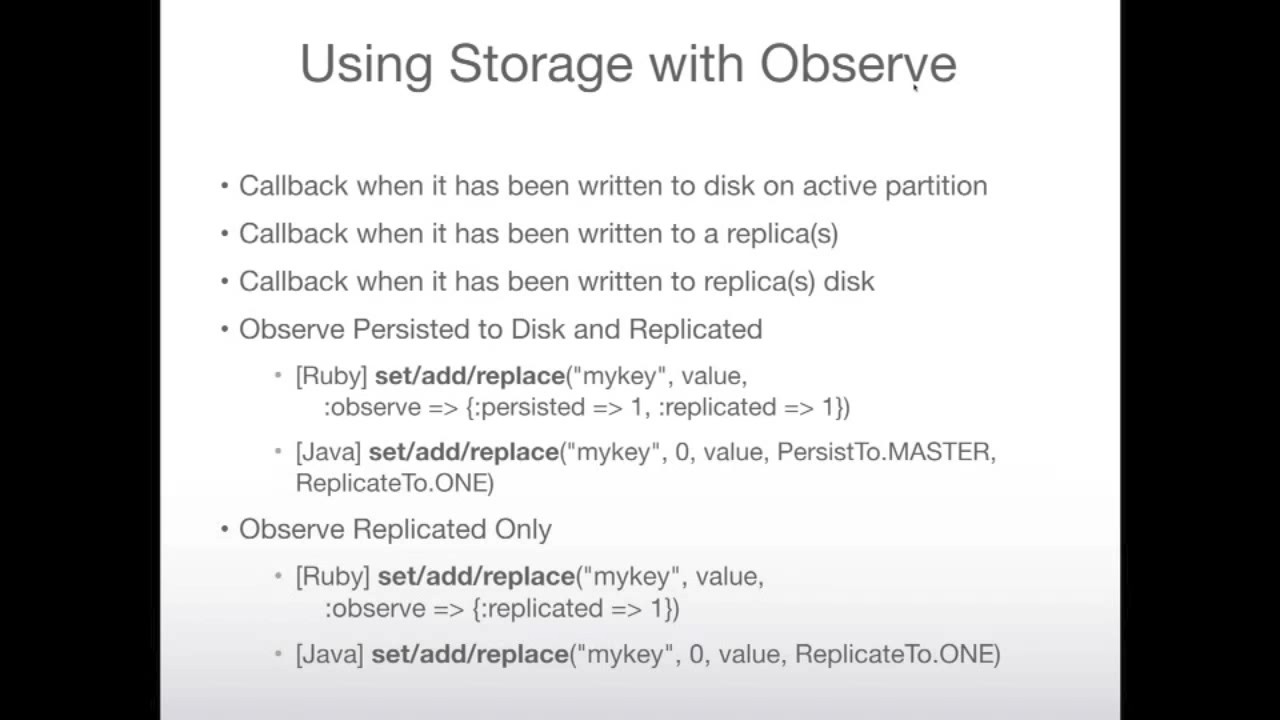 Using Storage with Observe
• Callback when it has been written to disk on active partition
• Callback when it has been written to a replica(s)
• Callback when it has been written to replica(s) disk
• Observe Persisted to Disk and Replicated
• [Ruby] set/add/replace("mykey", value,
:observe => {:persisted => 1, :replicated => 1})
• [Java] set/add/replace("mykey", 0, value, PersistTo.MASTER,
ReplicateTo.ONE)
• Observe Replicated Only
• [Ruby] set/add/replace("mykey", value,
:observe => {:replicated => 1})
• [Java] set/add/replace("mykey", 0, value, ReplicateTo.ONE)